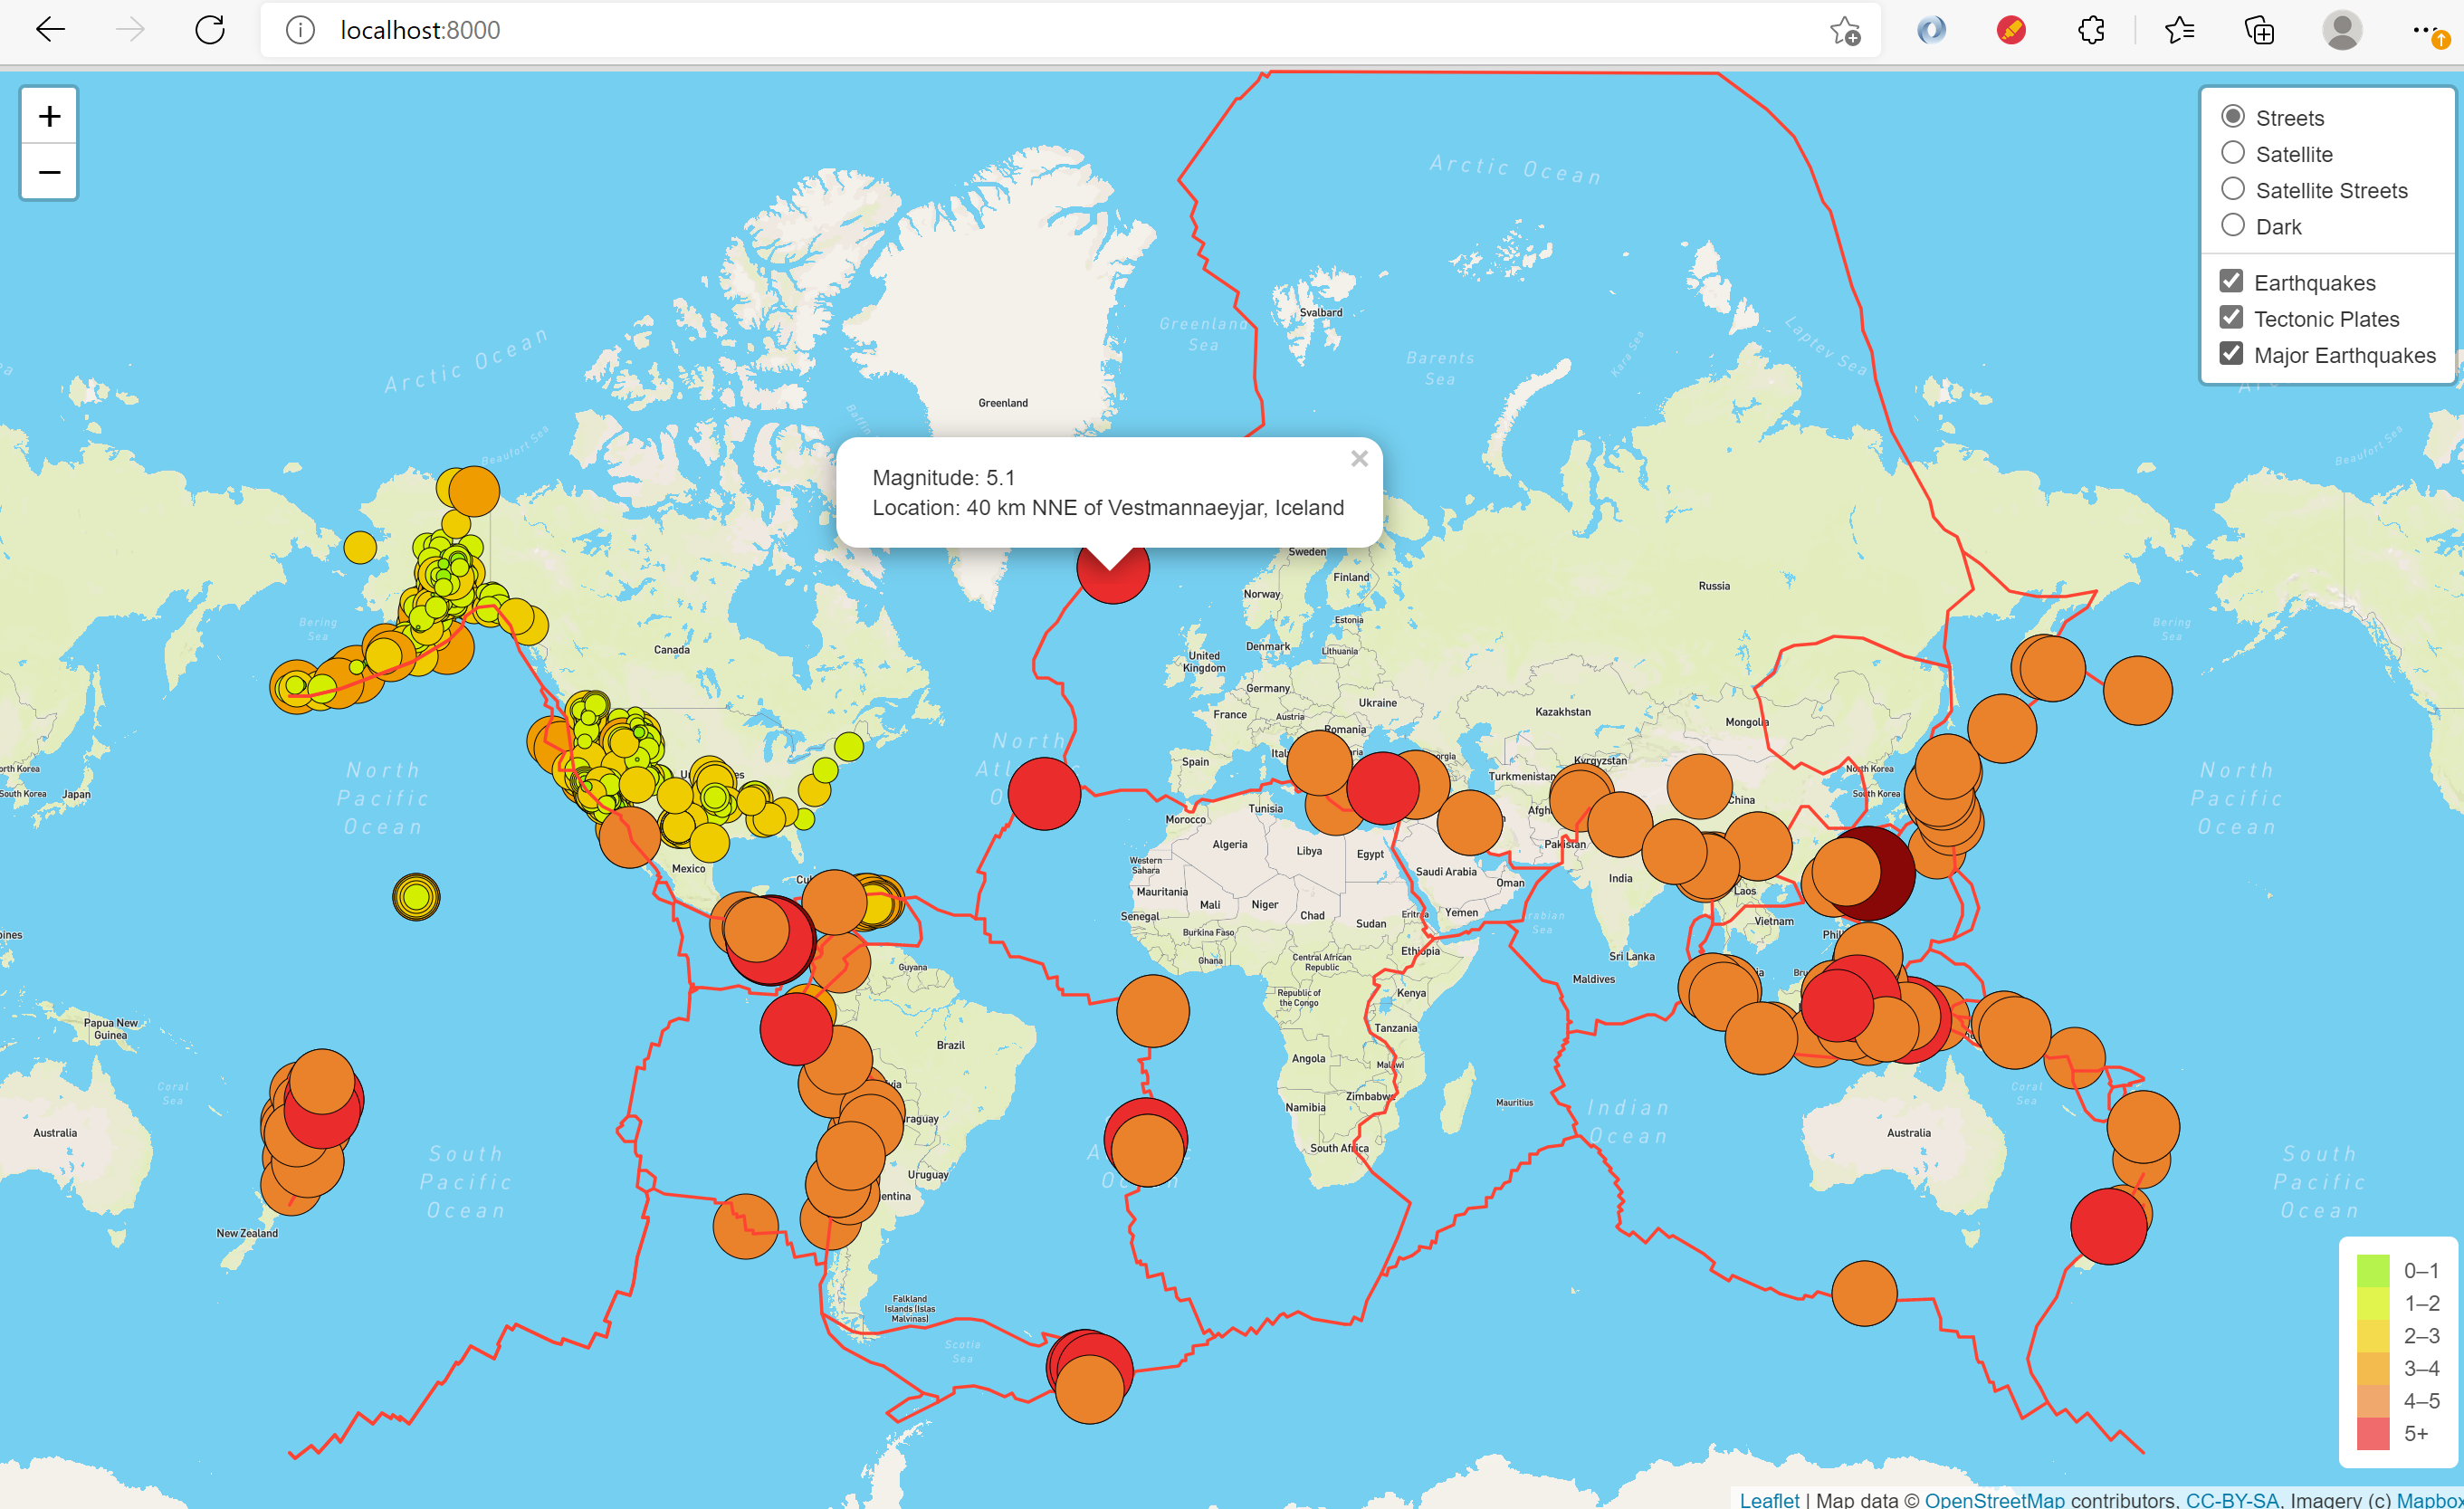 localhost:8000
+
−
Streets
Satellite
Satellite Streets
Dark
Earthquakes
Tectonic Plates
Major Earthquakes
Arctic Ocean
Arctic Ocean
Greenland
Sea
Svalbard
Barents
Sea
Kara Sea
Laptev Sea
Greenland
Beaufort Sea
Beaufort Sea
Magnitude: 5.1
Location: 40 km NNE of Vestmannaeyjar, Iceland
×
Sweden
Finland
Norway
Estonia
Russia
Bering
Sea
Bering
Sea
Canada
United
Kingdom
Denmark
Lithuania
Germany
France
Austria
Ukraine
Romania
Kazakhstan
Mongolia
Spain
Turkmenistan
Kyrgyzstan
North Korea
South Korea
Japan
China
North
Pacific
Ocean
North
Pacific
Ocean
North
Tunisia
Morocco
Algeria
Libya
Egypt
Pakistan
Western
Sahara
Mexico
Saudi Arabia
Oman
India
Laos
Mauritania
Mali
Niger
Chad
Sudan
Yemen
Senegal
Vietnam
Burkina Faso
Ethiopia
Ghana
Central African
Republic
Sri Lanka
Maldives
Guyana
Republic of
the Congo
Kenya
Papua New
Guinea
Tanzania
Brazil
Angola
Malawi
Coral
Sea
Coral
Sea
Zimbabwe
Namibia
Mauritius
Indian
Ocean
Australia
Australia
South Africa
South
Pacific
Ocean
South
Pacific
Ocean
Uruguay
New Zealand
Falkland
Islands (Islas
Malvinas)
Scotia
Sea
0–1
1–2
2–3
3–4
4–5
5+
Leaflet | Map data © OpenStreetMap contributors, CC-BY-SA, Imagery (c) Mapbo